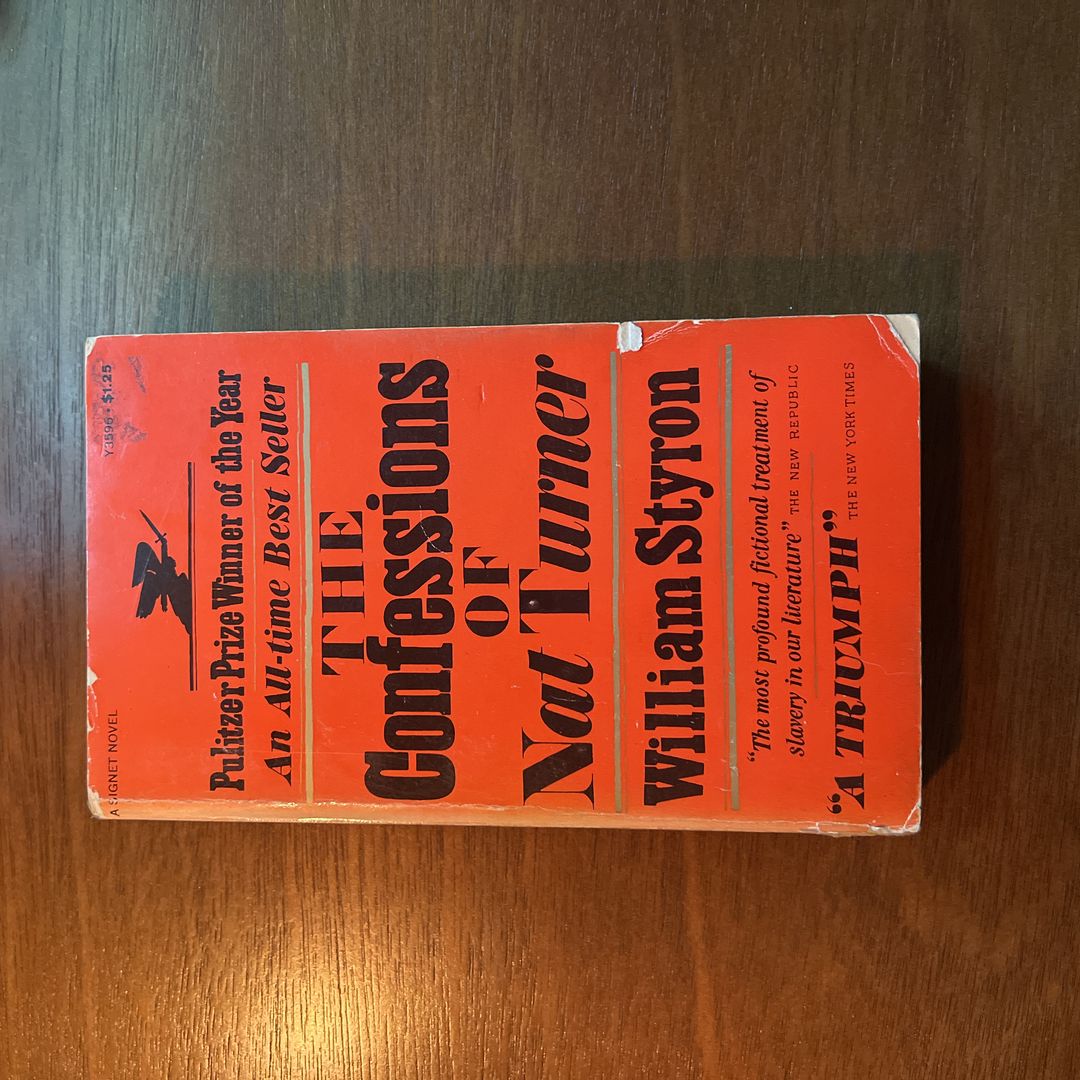 A SIGNET NOVEL
Y3596 • $1.25
Pulitzer Prize Winner of the Year
An All-time Best Seller
THE
Confessions
OF
Nat Turner
William Styron
“The most profound fictional treatment of
slavery in our literature” THE NEW REPUBLIC
“A TRIUMPH” THE NEW YORK TIMES